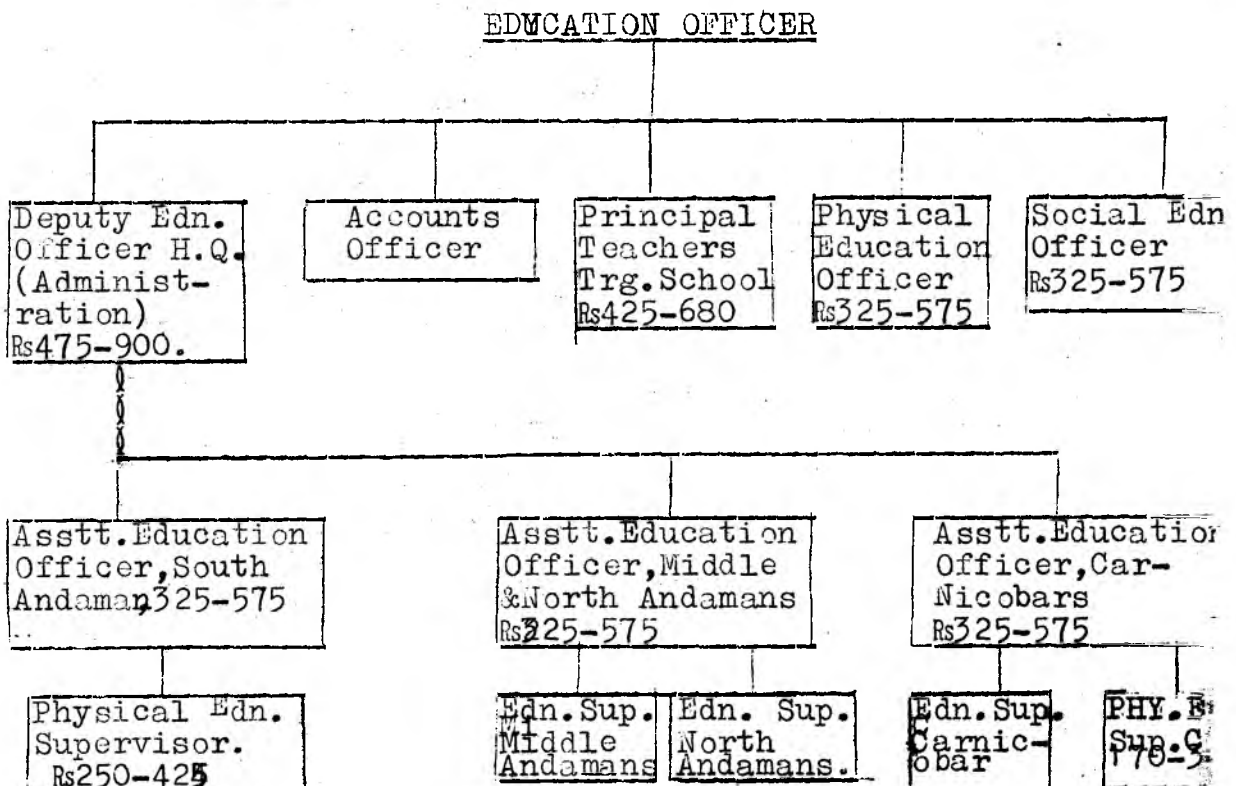 EDUCATION OFFICER
Deputy Edn.
Officer H.Q.
(Administ-
ration)
Rs475-900.
Accounts
Officer
Principal
Teachers
Trg.School
Rs425-680
Physical
Education
Officer
Rs325-575
Social Edn
Officer
Rs325-575
Asstt.Education
Officer,South
Andaman,325-575
Asstt.Education
Officer,Middle
&North Andamans
Rs325-575
Asstt.Education
Officer,Car-
Nicobars
Rs325-575
Physical Edn.
Supervisor.
Rs250-425
Edn.Sup.
Middle
Andamans
Edn. Sup.
North
Andamans.
Edn.Sup.
Carnic-
obar
PHY.
Sup.